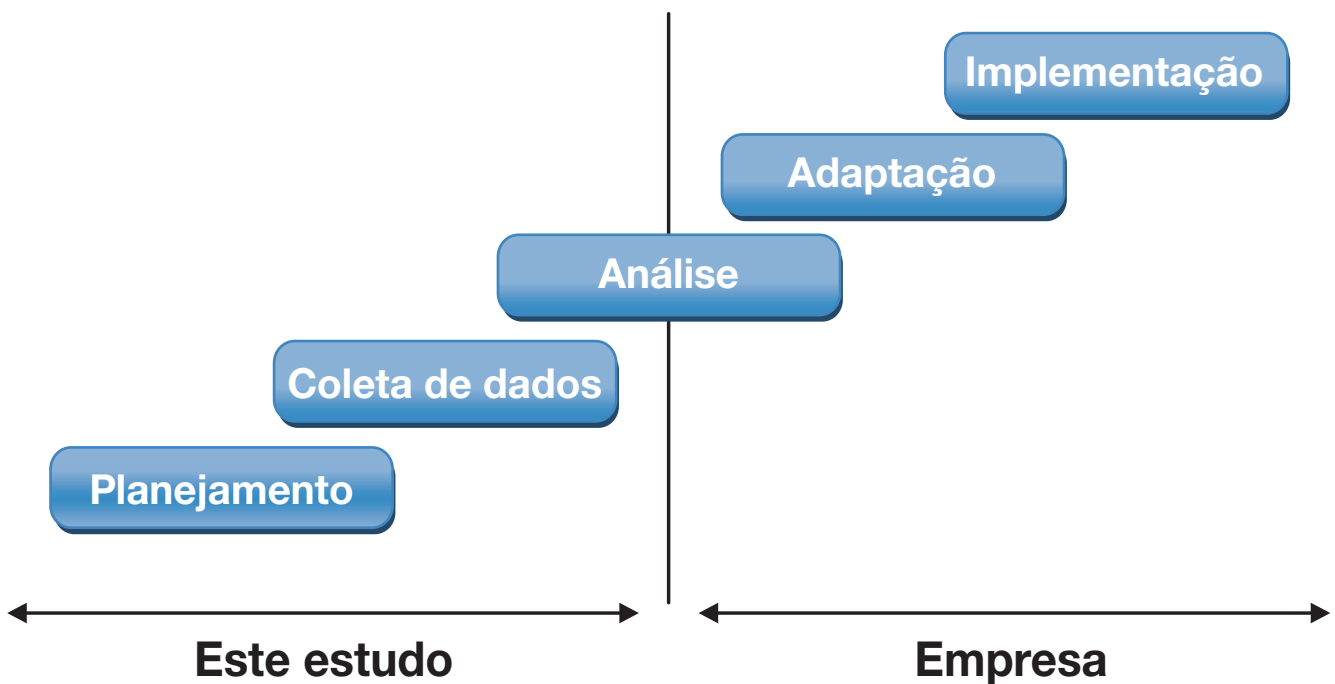 Implementação
Adaptação
Análise
Coleta de dados
Planejamento
Este estudo
Empresa